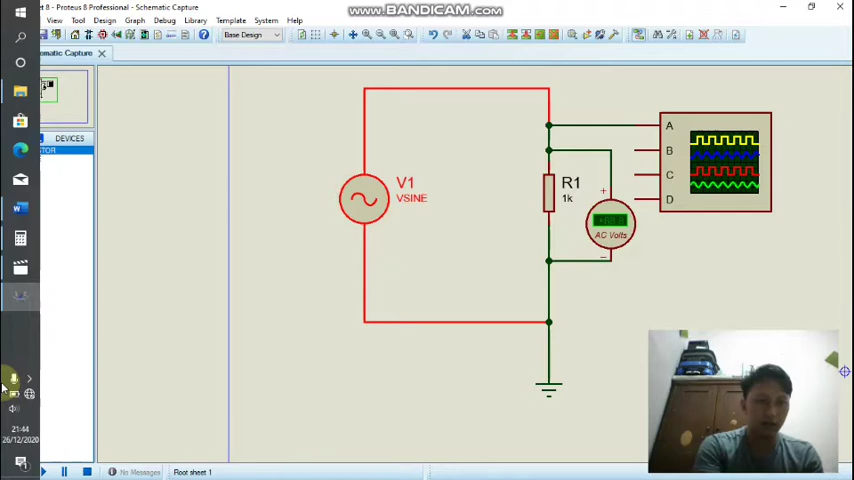 www.BANDICAM.com
et 8 - Proteus 8 Professional - Schematic Capture
View Tool Design Graph Debug Library Template System Help
Base Design
ematic Capture
DEVICES
TOR
V1
VSINE
R1
1k
+
AC Volts
A
B
C
D
21:44
26/12/2020
No Messages
Root sheet 1